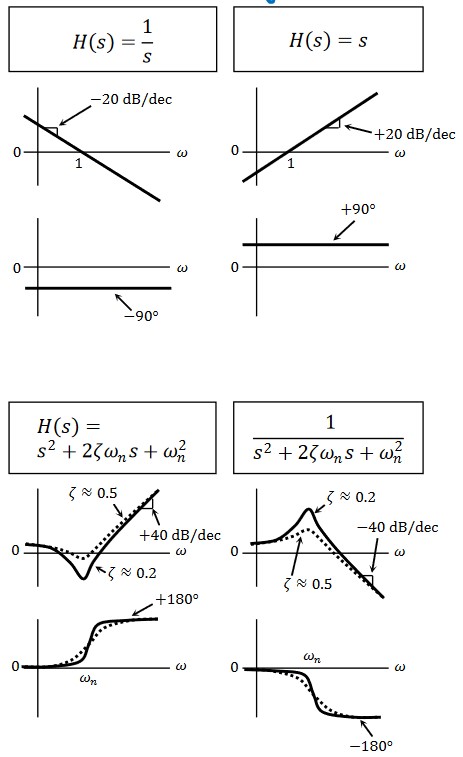 H(s) = 1/s
H(s) = s
−20 dB/dec
0
1
ω
+20 dB/dec
0
1
ω
0
ω
−90°
+90°
0
ω
H(s) =
s² + 2ζωₙs + ωₙ²
1
s² + 2ζωₙs + ωₙ²
ζ ≈ 0.5
+40 dB/dec
0
ω
ζ ≈ 0.2
ζ ≈ 0.2
−40 dB/dec
0
ω
ζ ≈ 0.5
+180°
0
ω
ωₙ
ωₙ
0
ω
−180°